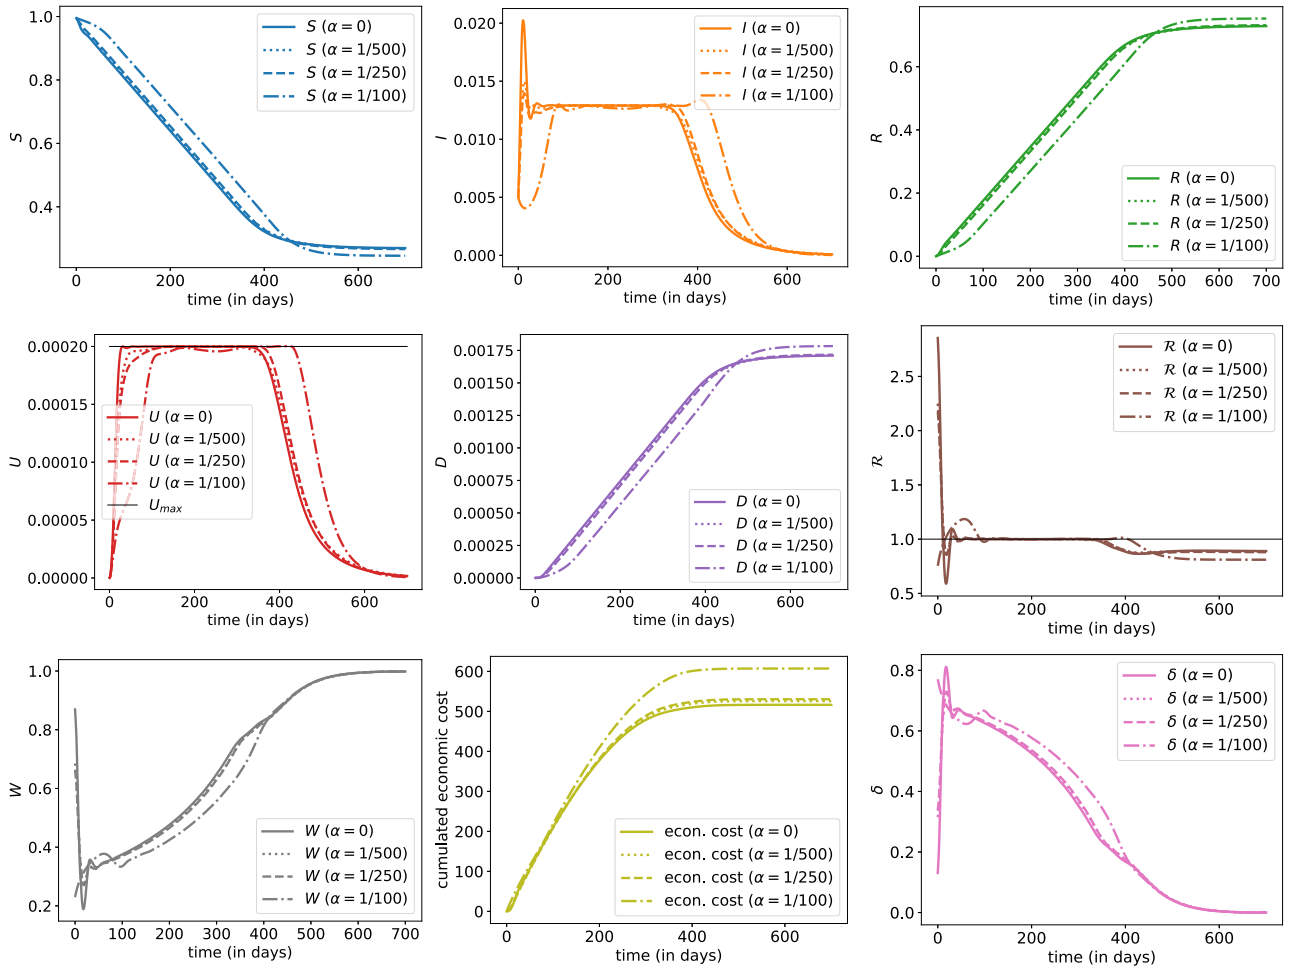 1.0
0.8
0.6
0.4
S
0
200
400
600
time (in days)
S (α = 0)
S (α = 1/500)
S (α = 1/250)
S (α = 1/100)
0.020
0.015
0.010
0.005
0.000
I
0
200
400
600
time (in days)
I (α = 0)
I (α = 1/500)
I (α = 1/250)
I (α = 1/100)
0.6
0.4
0.2
0.0
R
0
100
200
300
400
500
600
700
time (in days)
R (α = 0)
R (α = 1/500)
R (α = 1/250)
R (α = 1/100)
0.00020
0.00015
0.00010
0.00005
0.00000
U
0
200
400
600
time (in days)
U (α = 0)
U (α = 1/500)
U (α = 1/250)
U (α = 1/100)
U_max
0.00175
0.00150
0.00125
0.00100
0.00075
0.00050
0.00025
0.00000
D
0
200
400
600
time (in days)
D (α = 0)
D (α = 1/500)
D (α = 1/250)
D (α = 1/100)
2.5
2.0
1.5
1.0
0.5
ℛ
0
200
400
600
time (in days)
ℛ (α = 0)
ℛ (α = 1/500)
ℛ (α = 1/250)
ℛ (α = 1/100)
1.0
0.8
0.6
0.4
0.2
W
0
100
200
300
400
500
600
700
time (in days)
W (α = 0)
W (α = 1/500)
W (α = 1/250)
W (α = 1/100)
600
500
400
300
200
100
0
cumulated economic cost
0
200
400
600
time (in days)
econ. cost (α = 0)
econ. cost (α = 1/500)
econ. cost (α = 1/250)
econ. cost (α = 1/100)
0.8
0.6
0.4
0.2
0.0
δ
0
200
400
600
time (in days)
δ (α = 0)
δ (α = 1/500)
δ (α = 1/250)
δ (α = 1/100)